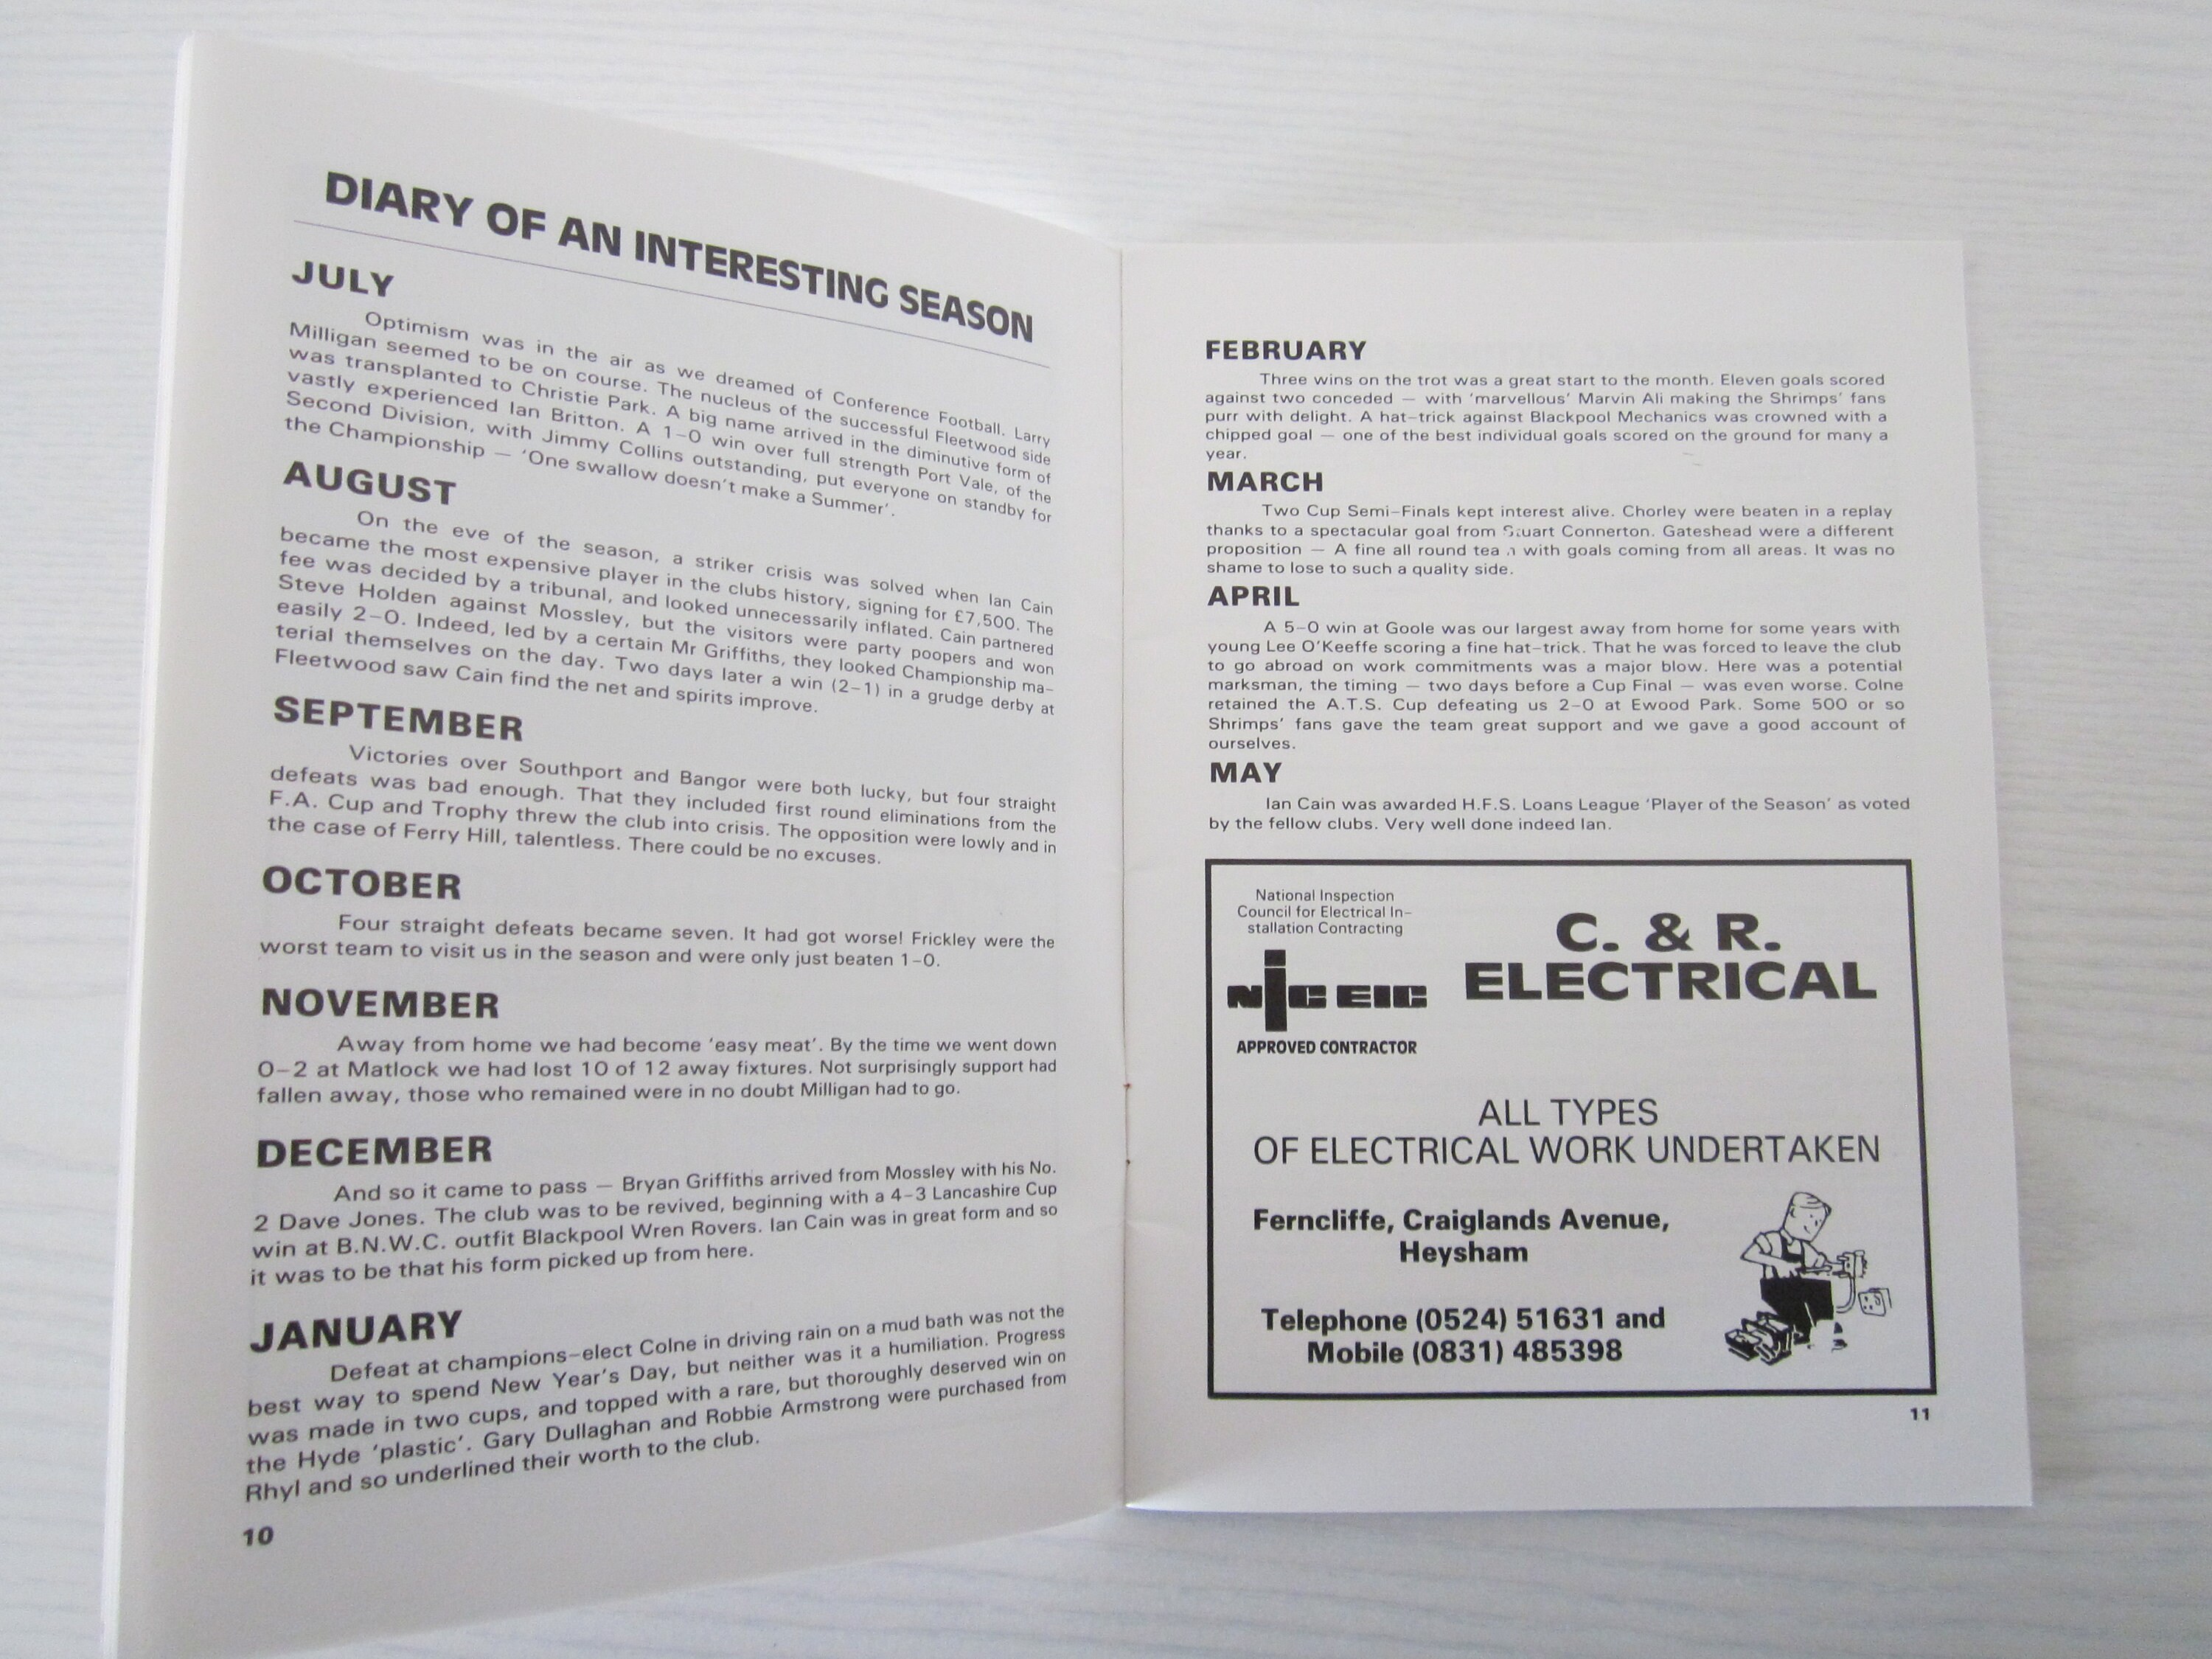 DIARY OF AN INTERESTING SEASON
JULY
Optimism was in the air as we dreamed of Conference Football. Larry
Milligan seemed to be on course. The nucleus of the successful Fleetwood side
was transplanted to Christie Park. A big name arrived in the diminutive form of
vastly experienced Ian Britton. A 1-0 win over full strength Port Vale, of the
Second Division, with Jimmy Collins outstanding, put everyone on standby for
the Championship — 'One swallow doesn't make a Summer'.
AUGUST
On the eve of the season, a striker crisis was solved when Ian Cain
became the most expensive player in the clubs history, signing for £7,500. The
fee was decided by a tribunal, and looked unnecessarily inflated. Cain partnered
Steve Holden against Mossley, but the visitors were party poopers and won
easily 2-0. Indeed, led by a certain Mr Griffiths, they looked Championship ma-
terial themselves on the day. Two days later a win (2-1) in a grudge derby at
Fleetwood saw Cain find the net and spirits improve.
SEPTEMBER
Victories over Southport and Bangor were both lucky, but four straight
defeats was bad enough. That they included first round eliminations from the
F.A. Cup and Trophy threw the club into crisis. The opposition were lowly and in
the case of Ferry Hill, talentless. There could be no excuses.
OCTOBER
Four straight defeats became seven. It had got worse! Frickley were the
worst team to visit us in the season and were only just beaten 1-0.
NOVEMBER
Away from home we had become 'easy meat'. By the time we went down
0-2 at Matlock we had lost 10 of 12 away fixtures. Not surprisingly support had
fallen away, those who remained were in no doubt Milligan had to go.
DECEMBER
And so it came to pass — Bryan Griffiths arrived from Mossley with his No.
2 Dave Jones. The club was to be revived, beginning with a 4-3 Lancashire Cup
win at B.N.W.C. outfit Blackpool Wren Rovers. Ian Cain was in great form and so
it was to be that his form picked up from here.
JANUARY
Defeat at champions-elect Colne in driving rain on a mud bath was not the
best way to spend New Year's Day, but neither was it a humiliation. Progress
was made in two cups, and topped with a rare, but thoroughly deserved win on
the Hyde 'plastic'. Gary Dullaghan and Robbie Armstrong were purchased from
Rhyl and so underlined their worth to the club.
10
FEBRUARY
Three wins on the trot was a great start to the month. Eleven goals scored
against two conceded — with 'marvellous' Marvin Ali making the Shrimps' fans
purr with delight. A hat-trick against Blackpool Mechanics was crowned with a
chipped goal — one of the best individual goals scored on the ground for many a
year.
MARCH
Two Cup Semi-Finals kept interest alive. Chorley were beaten in a replay
thanks to a spectacular goal from Stuart Connerton. Gateshead were a different
proposition — A fine all round team with goals coming from all areas. It was no
shame to lose to such a quality side.
APRIL
A 5-0 win at Goole was our largest away from home for some years with
young Lee O'Keeffe scoring a fine hat-trick. That he was forced to leave the club
to go abroad on work commitments was a major blow. Here was a potential
marksman, the timing — two days before a Cup Final — was even worse. Colne
retained the A.T.S. Cup defeating us 2-0 at Ewood Park. Some 500 or so
Shrimps' fans gave the team great support and we gave a good account of
ourselves.
MAY
Ian Cain was awarded H.F.S. Loans League 'Player of the Season' as voted
by the fellow clubs. Very well done indeed Ian.
National Inspection
Council for Electrical In-
stallation Contracting
NICEIC
APPROVED CONTRACTOR
C. & R.
ELECTRICAL
ALL TYPES
OF ELECTRICAL WORK UNDERTAKEN
Ferncliffe, Craiglands Avenue,
Heysham
Telephone (0524) 51631 and
Mobile (0831) 485398
11